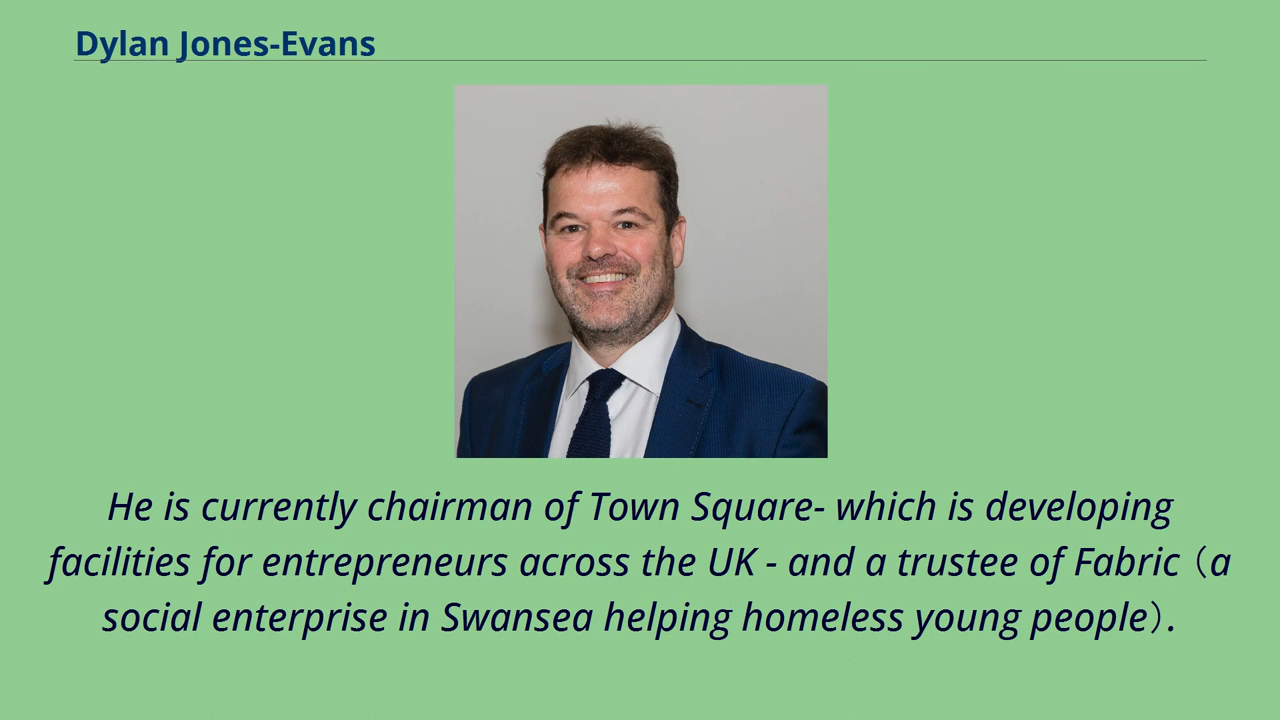 Dylan Jones-Evans
He is currently chairman of Town Square- which is developing
facilities for entrepreneurs across the UK - and a trustee of Fabric（a
social enterprise in Swansea helping homeless young people）.